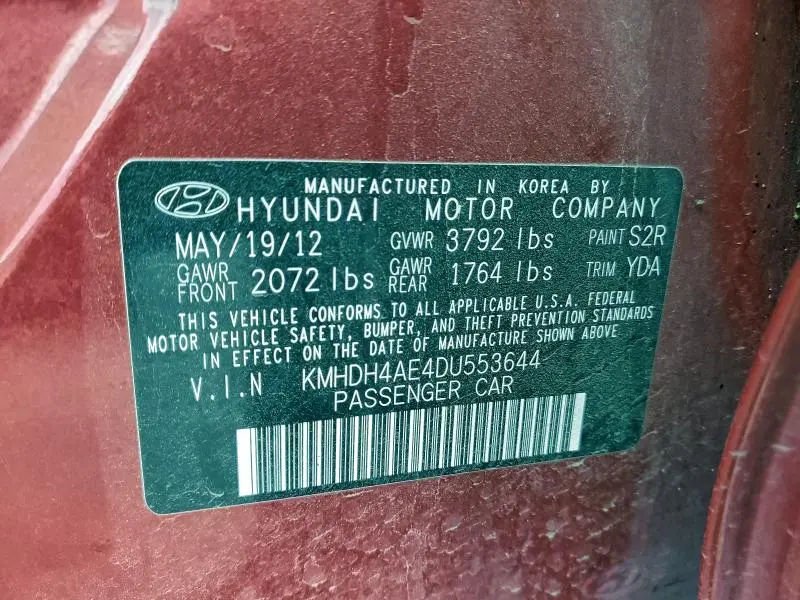 MANUFACTURED IN KOREA BY
HYUNDAI MOTOR COMPANY
MAY/19/12 GVWR 3792 lbs PAINT S2R
GAWR FRONT 2072 lbs GAWR REAR 1764 lbs TRIM YDA
THIS VEHICLE CONFORMS TO ALL APPLICABLE U.S.A. FEDERAL
MOTOR VEHICLE SAFETY, BUMPER, AND THEFT PREVENTION STANDARDS
IN EFFECT ON THE DATE OF MANUFACTURE SHOWN ABOVE
V.I.N KMHDH4AE4DU553644
PASSENGER CAR